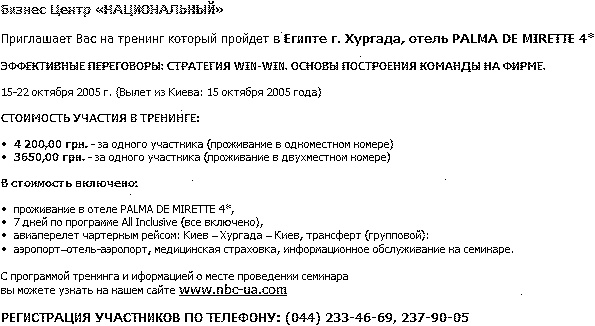 Бизнес Центр «НАЦИОНАЛЬНЫЙ»
Приглашает Вас на тренинг который пройдет в Египте г. Хургада, отель PALMA DE MIRETTE 4*
ЭФФЕКТИВНЫЕ ПЕРЕГОВОРЫ: СТРАТЕГИЯ WIN-WIN. ОСНОВЫ ПОСТРОЕНИЯ КОМАНДЫ НА ФИРМЕ.
15-22 октября 2005 г. (Вылет из Киева: 15 октября 2005 года)
СТОИМОСТЬ УЧАСТИЯ В ТРЕНИНГЕ:
• 4 200,00 грн. - за одного участника (проживание в одноместном номере)
• 3650,00 грн. - за одного участника (проживание в двухместном номере)
В стоимость включено:
• проживание в отеле PALMA DE MIRETTE 4*,
• 7 дней по програме All Inclusive (все включено),
• авиаперелет чартерным рейсом: Киев – Хургада – Киев, трансферт (групповой):
• аэропорт–отель-аэропорт, медицинская страховка, информационное обслуживание на семинаре.
С программой тренинга и иформацией о месте проведении семинара
вы можете узнать на нашем сайте www.nbc-ua.com
РЕГИСТРАЦИЯ УЧАСТНИКОВ ПО ТЕЛЕФОНУ: (044) 233-46-69, 237-90-05